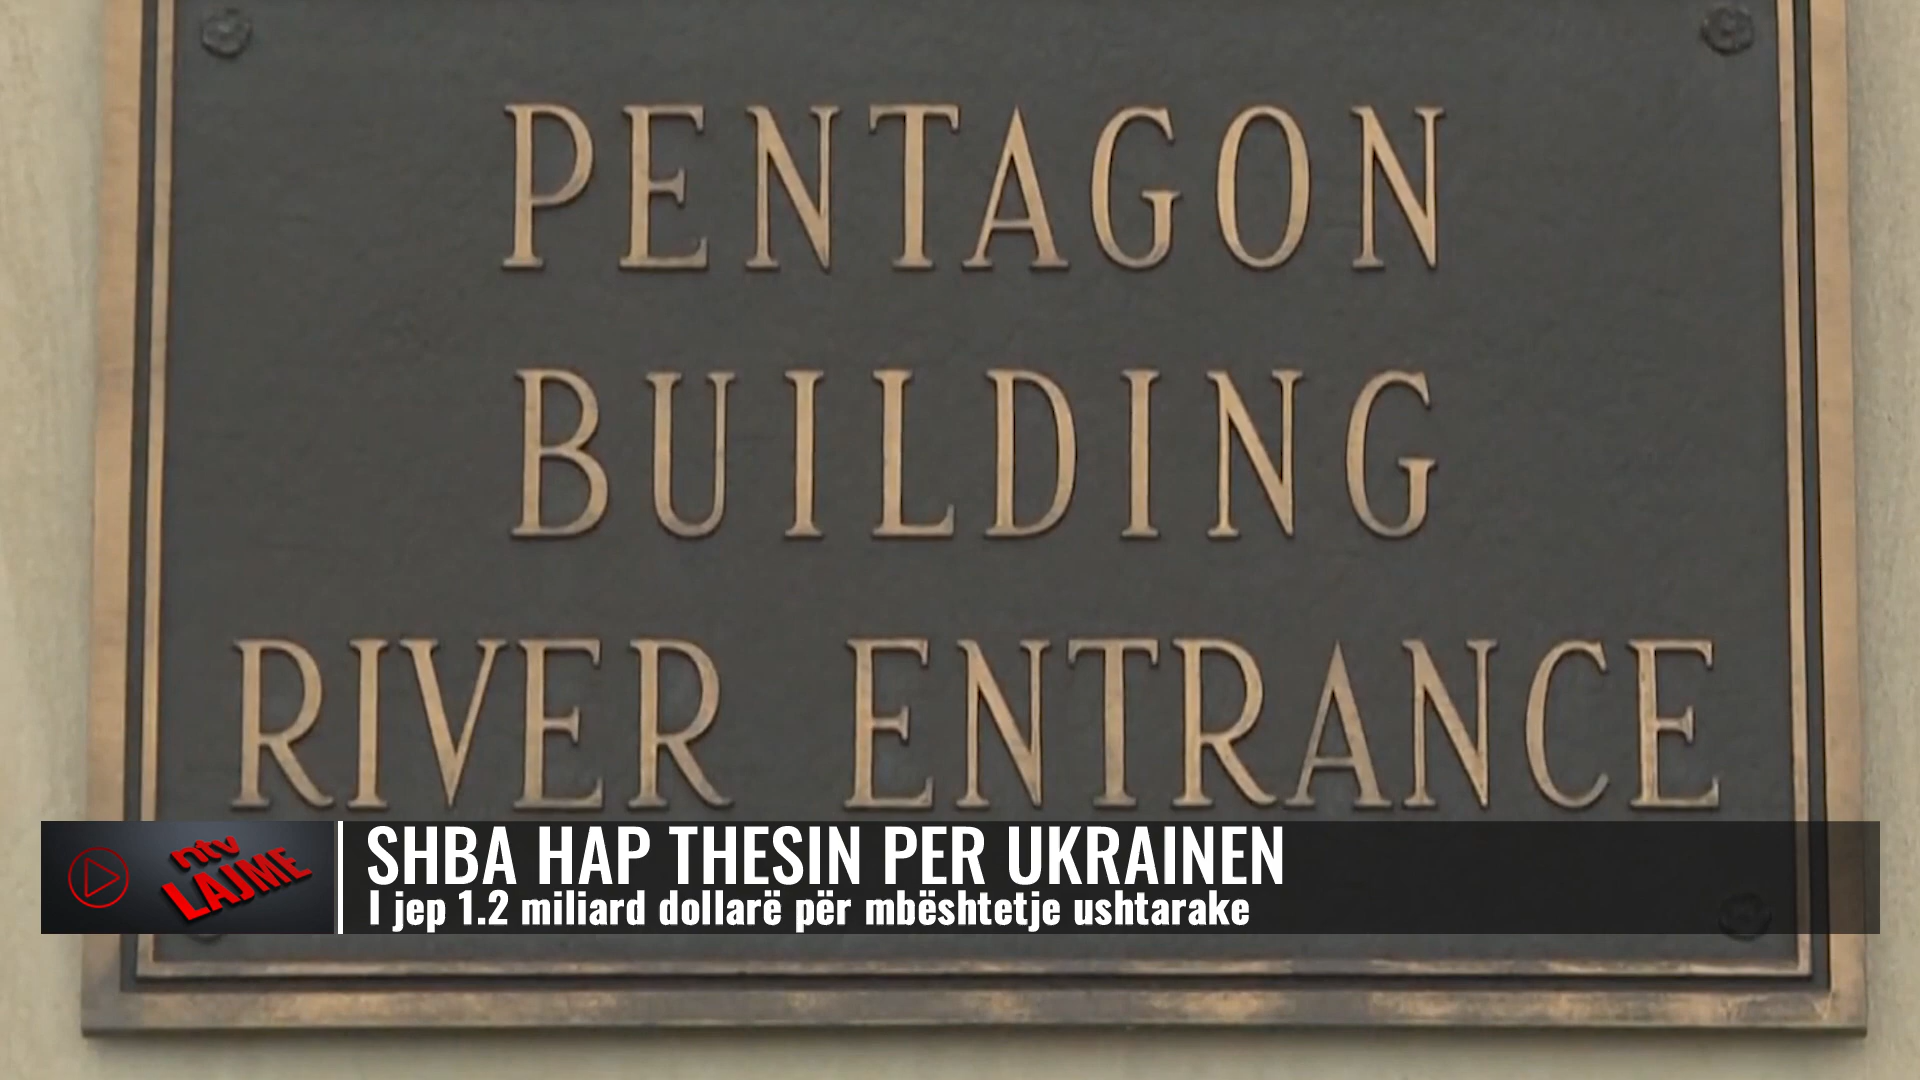 PENTAGON
BUILDING
RIVER ENTRANCE
ntv
LAJME
SHBA HAP THESIN PER UKRAINEN
I jep 1.2 miliard dollarë për mbështetje ushtarake